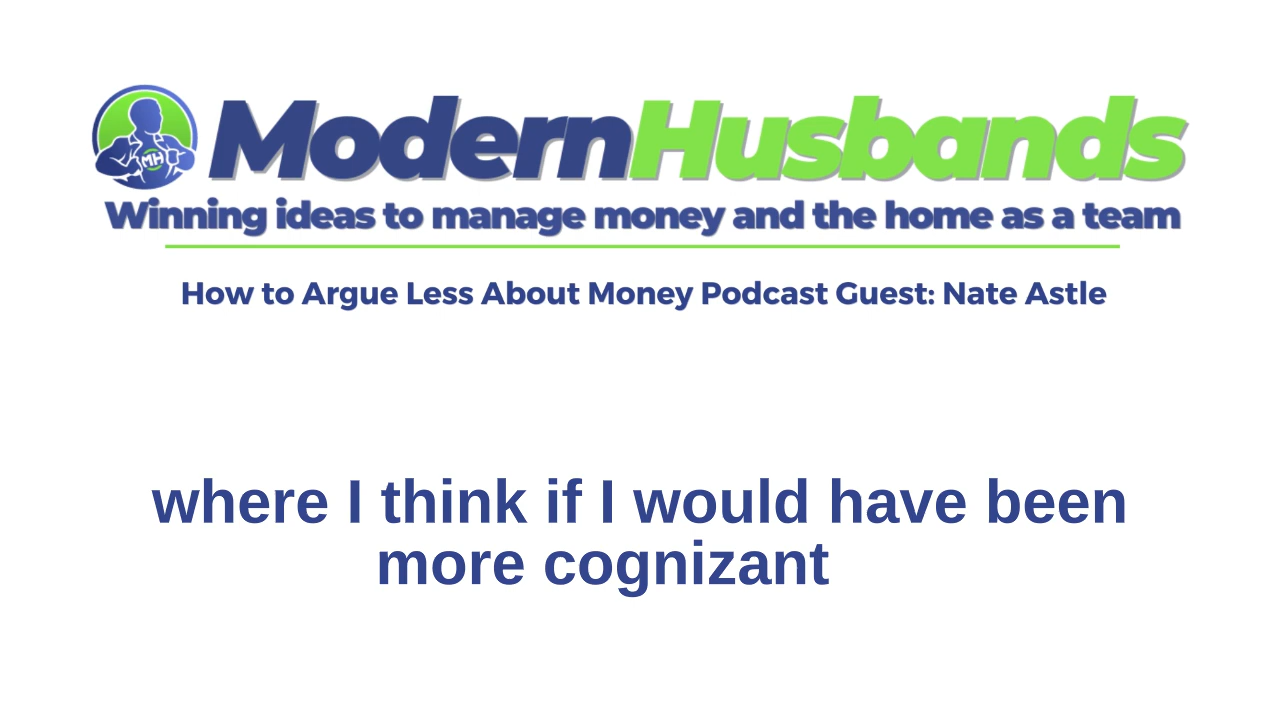 MH
ModernHusbands
Winning ideas to manage money and the home as a team
How to Argue Less About Money Podcast Guest: Nate Astle
where I think if I would have been
more cognizant